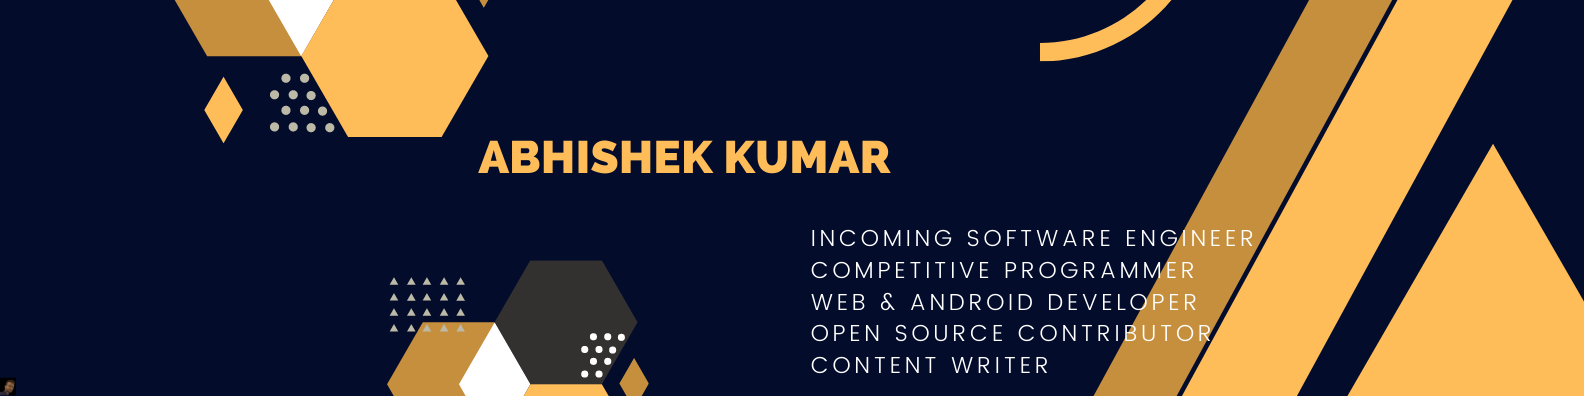 ABHISHEK KUMAR
INCOMING SOFTWARE ENGINEER
COMPETITIVE PROGRAMMER
WEB & ANDROID DEVELOPER
OPEN SOURCE CONTRIBUTOR
CONTENT WRITER